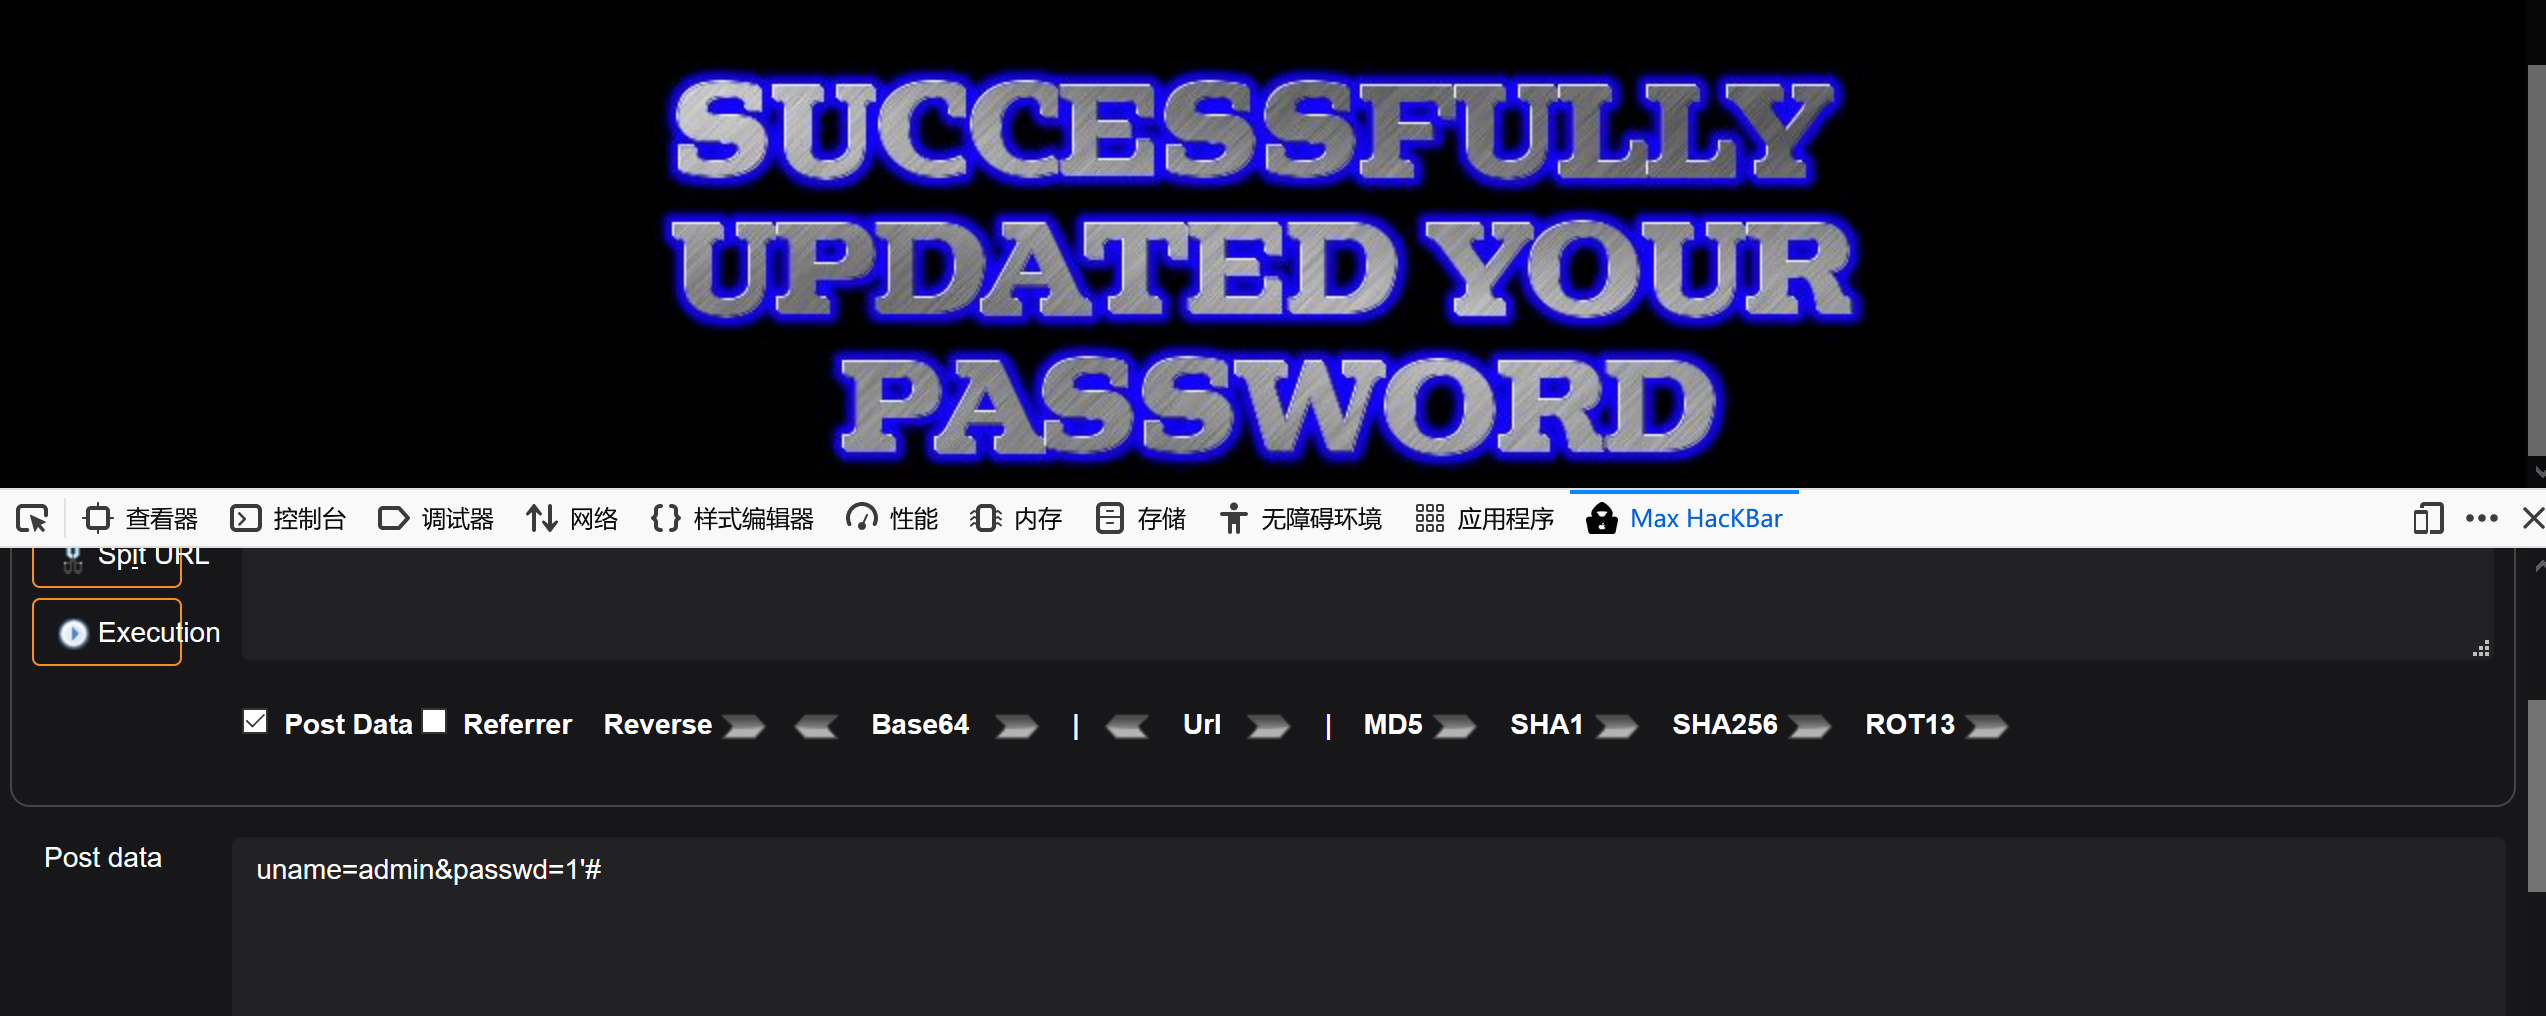 SUCCESSFULLY
UPDATED YOUR
PASSWORD
查看器 控制台 调试器 网络 {} 样式编辑器 性能 内存 存储 无障碍环境 应用程序 Max HacKBar
Spit URL
Execution
Post Data Referrer Reverse Base64 | Url | MD5 SHA1 SHA256 ROT13
Post data
uname=admin&passwd=1'#